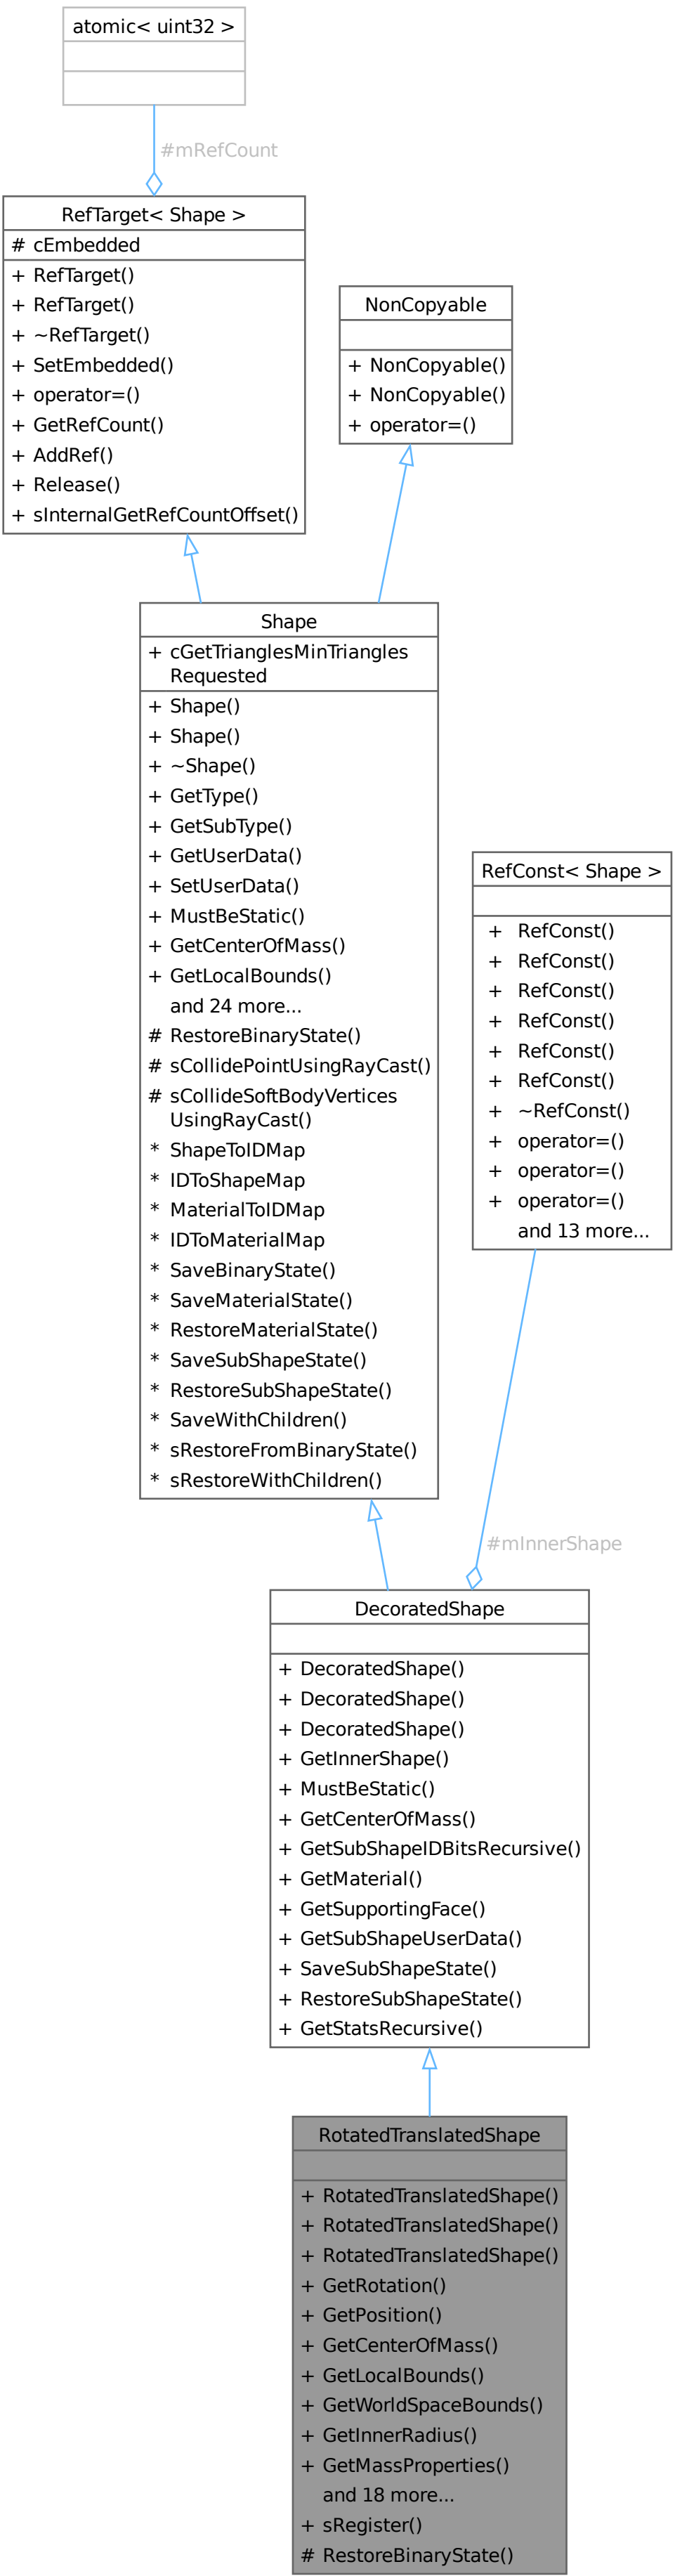 atomic< uint32 >
#mRefCount
RefTarget< Shape >
# cEmbedded
+ RefTarget()
+ RefTarget()
+ ~RefTarget()
+ SetEmbedded()
+ operator=()
+ GetRefCount()
+ AddRef()
+ Release()
+ sInternalGetRefCountOffset()
NonCopyable
+ NonCopyable()
+ NonCopyable()
+ operator=()
Shape
+ cGetTrianglesMinTriangles
Requested
+ Shape()
+ Shape()
+ ~Shape()
+ GetType()
+ GetSubType()
+ GetUserData()
+ SetUserData()
+ MustBeStatic()
+ GetCenterOfMass()
+ GetLocalBounds()
and 24 more...
# RestoreBinaryState()
# sCollidePointUsingRayCast()
# sCollideSoftBodyVertices
UsingRayCast()
* ShapeToIDMap
* IDToShapeMap
* MaterialToIDMap
* IDToMaterialMap
* SaveBinaryState()
* SaveMaterialState()
* RestoreMaterialState()
* SaveSubShapeState()
* RestoreSubShapeState()
* SaveWithChildren()
* sRestoreFromBinaryState()
* sRestoreWithChildren()
RefConst< Shape >
+ RefConst()
+ RefConst()
+ RefConst()
+ RefConst()
+ RefConst()
+ RefConst()
+ ~RefConst()
+ operator=()
+ operator=()
+ operator=()
and 13 more...
#mInnerShape
DecoratedShape
+ DecoratedShape()
+ DecoratedShape()
+ DecoratedShape()
+ GetInnerShape()
+ MustBeStatic()
+ GetCenterOfMass()
+ GetSubShapeIDBitsRecursive()
+ GetMaterial()
+ GetSupportingFace()
+ GetSubShapeUserData()
+ SaveSubShapeState()
+ RestoreSubShapeState()
+ GetStatsRecursive()
RotatedTranslatedShape
+ RotatedTranslatedShape()
+ RotatedTranslatedShape()
+ RotatedTranslatedShape()
+ GetRotation()
+ GetPosition()
+ GetCenterOfMass()
+ GetLocalBounds()
+ GetWorldSpaceBounds()
+ GetInnerRadius()
+ GetMassProperties()
and 18 more...
+ sRegister()
# RestoreBinaryState()